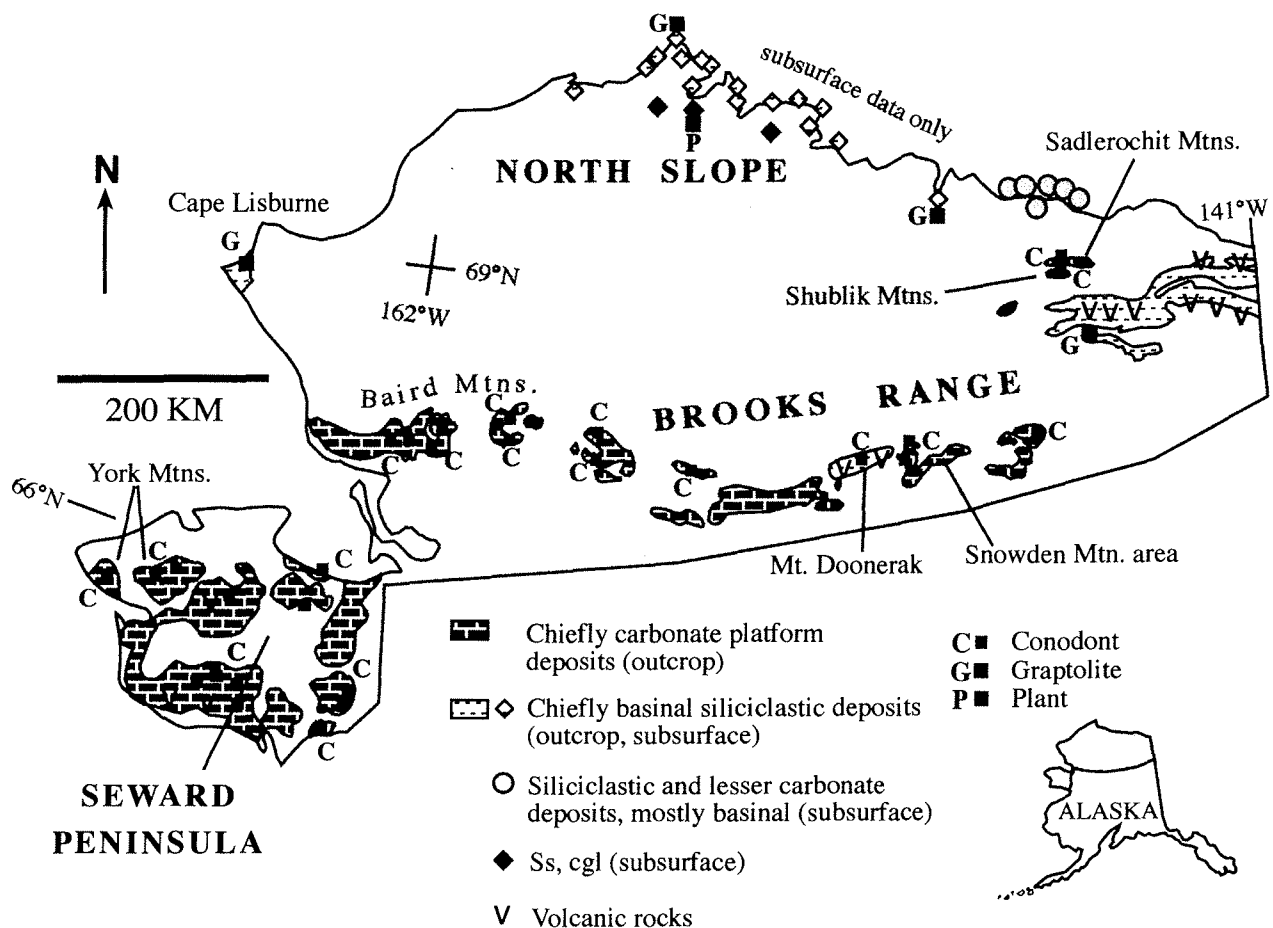 G
subsurface data only
P
NORTH SLOPE
Sadlerochit Mtns.
N
Cape Lisburne
G
G
141°W
69°N
162°W
C
C
Shublik Mtns.
V V
V V V V V V
G
200 KM
Baird Mtns.
BROOKS RANGE
C
C
C
C
C
C
C
C
V V
C
C
C
York Mtns.
66°N
Mt. Doonerak
Snowden Mtn. area
C
C
C
C
C
C
SEWARD
PENINSULA
Chiefly carbonate platform
deposits (outcrop)
Chiefly basinal siliciclastic deposits
(outcrop, subsurface)
Siliciclastic and lesser carbonate
deposits, mostly basinal (subsurface)
Ss, cgl (subsurface)
V Volcanic rocks
C Conodont
G Graptolite
P Plant
ALASKA